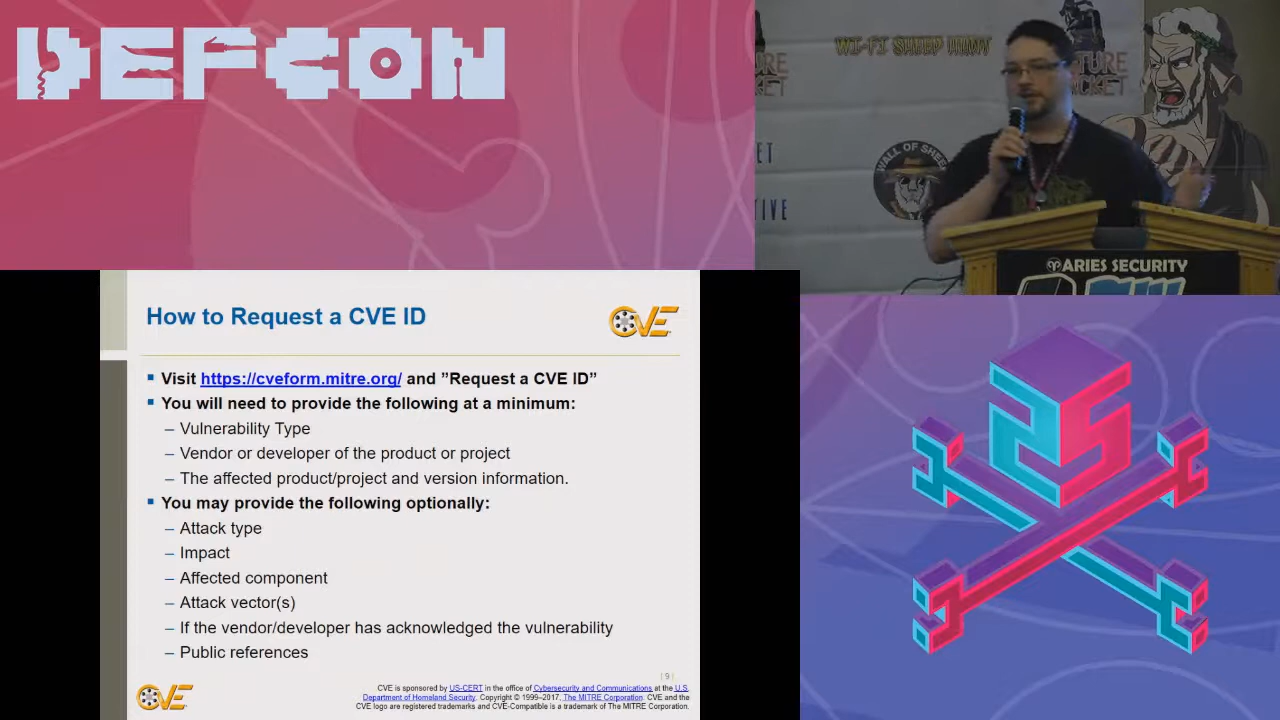 DEFCON
WI-FI SHEEP HUNT
WALL OF SHEEP
ARIES SECURITY
25
How to Request a CVE ID
CVE
▪ Visit https://cveform.mitre.org/ and ”Request a CVE ID”
▪ You will need to provide the following at a minimum:
– Vulnerability Type
– Vendor or developer of the product or project
– The affected product/project and version information.
▪ You may provide the following optionally:
– Attack type
– Impact
– Affected component
– Attack vector(s)
– If the vendor/developer has acknowledged the vulnerability
– Public references
| 9 |
CVE
CVE is sponsored by US-CERT in the office of Cybersecurity and Communications at the U.S.
Department of Homeland Security. Copyright © 1999–2017, The MITRE Corporation. CVE and the
CVE logo are registered trademarks and CVE-Compatible is a trademark of The MITRE Corporation.